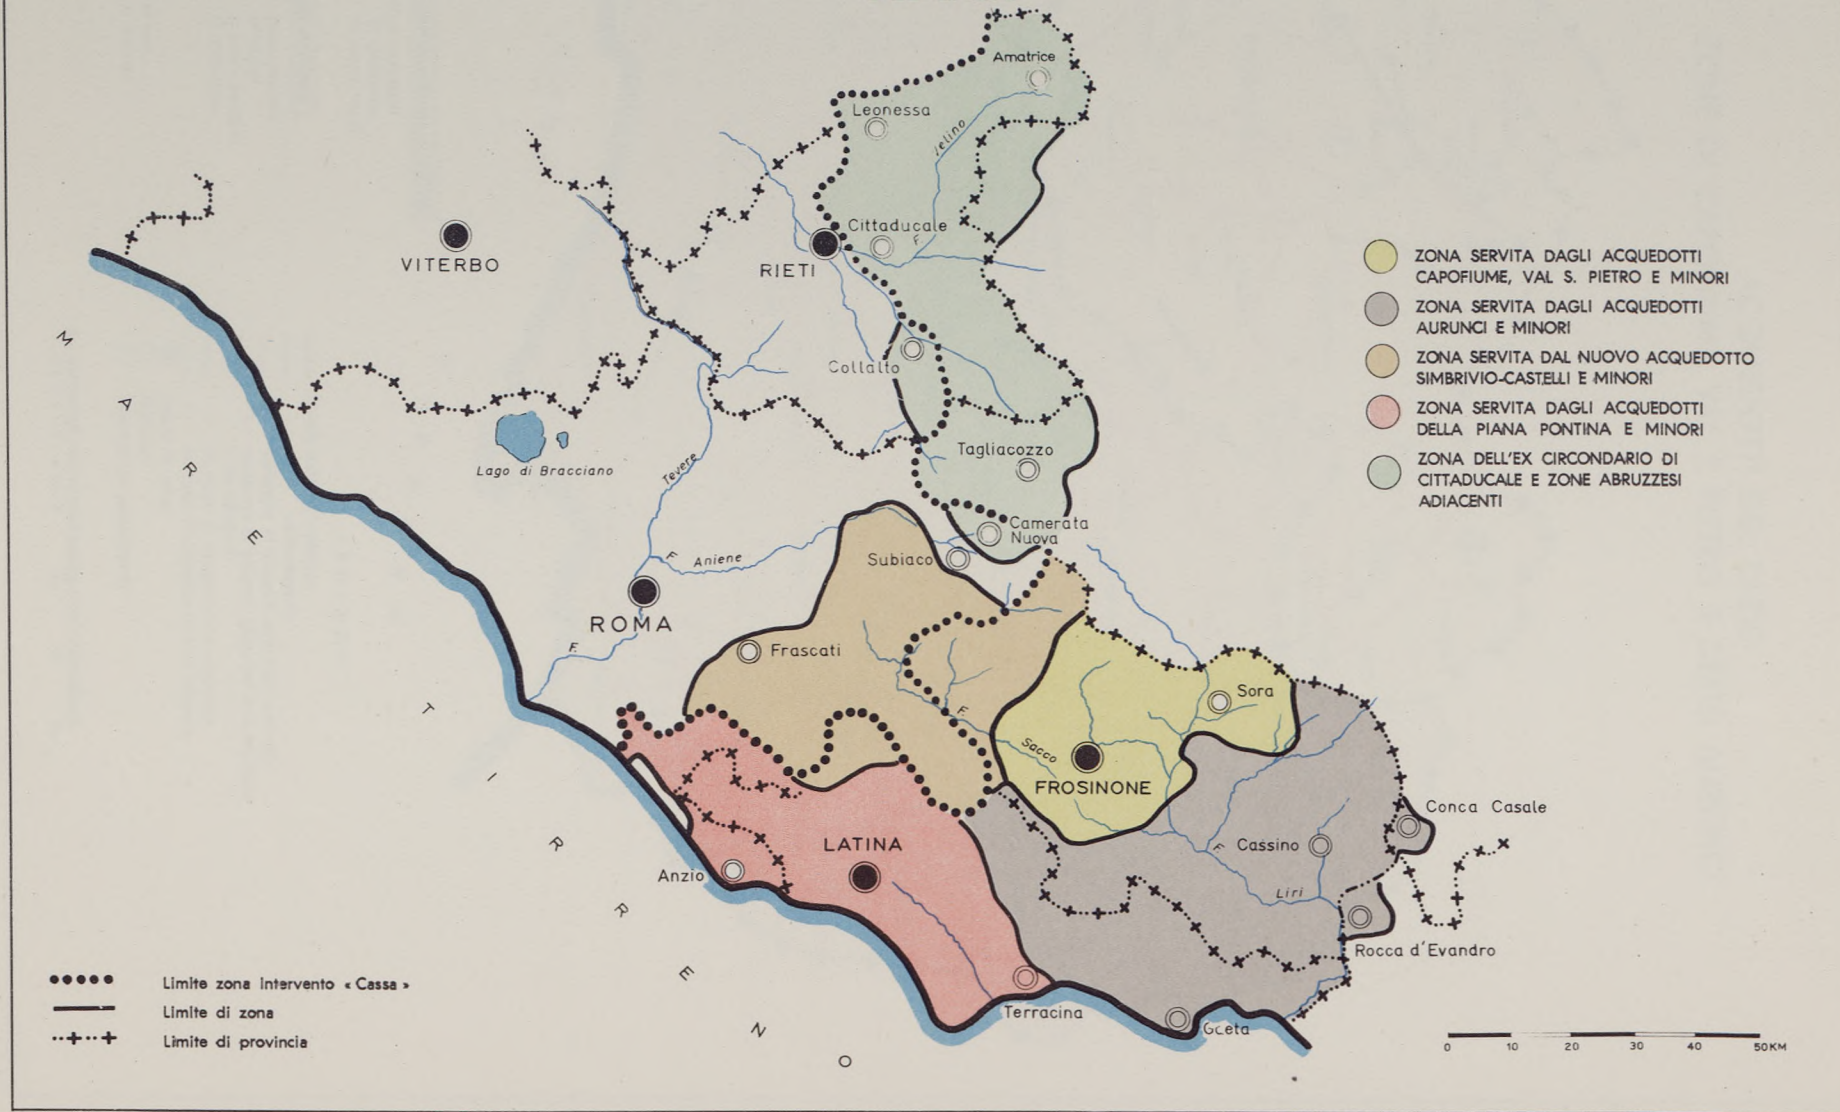 Amatrice
Leonessa
Velino
Cittaducale
F.
VITERBO
RIETI
ZONA SERVITA DAGLI ACQUEDOTTI
CAPOFIUME, VAL S. PIETRO E MINORI
ZONA SERVITA DAGLI ACQUEDOTTI
AURUNCI E MINORI
ZONA SERVITA DAL NUOVO ACQUEDOTTO
SIMBRIVIO-CASTELLI E MINORI
ZONA SERVITA DAGLI ACQUEDOTTI
DELLA PIANA PONTINA E MINORI
ZONA DELL'EX CIRCONDARIO DI
CITTADUCALE E ZONE ABRUZZESI
ADIACENTI
Collalto
Tagliacozzo
Lago di Bracciano
Tevere
Camerata
Nuova
F. Aniene
Subiaco
ROMA
F.
Frascati
Sora
F.
Sacco
FROSINONE
Conca Casale
LATINA
Cassino
F.
Anzio
Liri
Rocca d'Evandro
Terracina
Gaeta
MARE TIRRENO
Limite zona intervento « Cassa »
Limite di zona
Limite di provincia
0 10 20 30 40 50KM